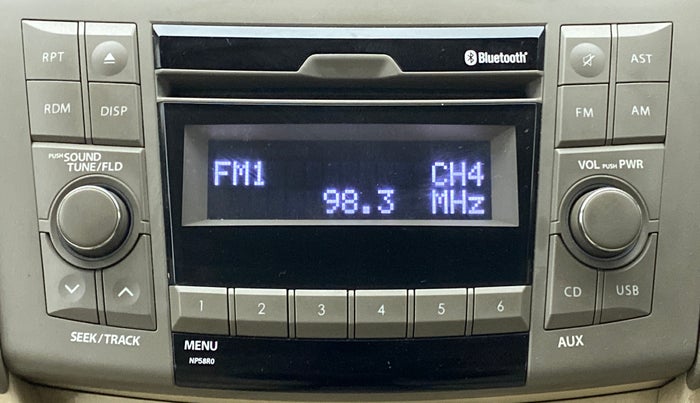 RPT
Bluetooth®
AST
RDM
DISP
FM
AM
PUSH SOUND
TUNE/FLD
FM1 CH4
98.3 MHz
VOL PUSH PWR
1 2 3 4 5 6
CD
USB
SEEK/TRACK
MENU
AUX
NP58R0